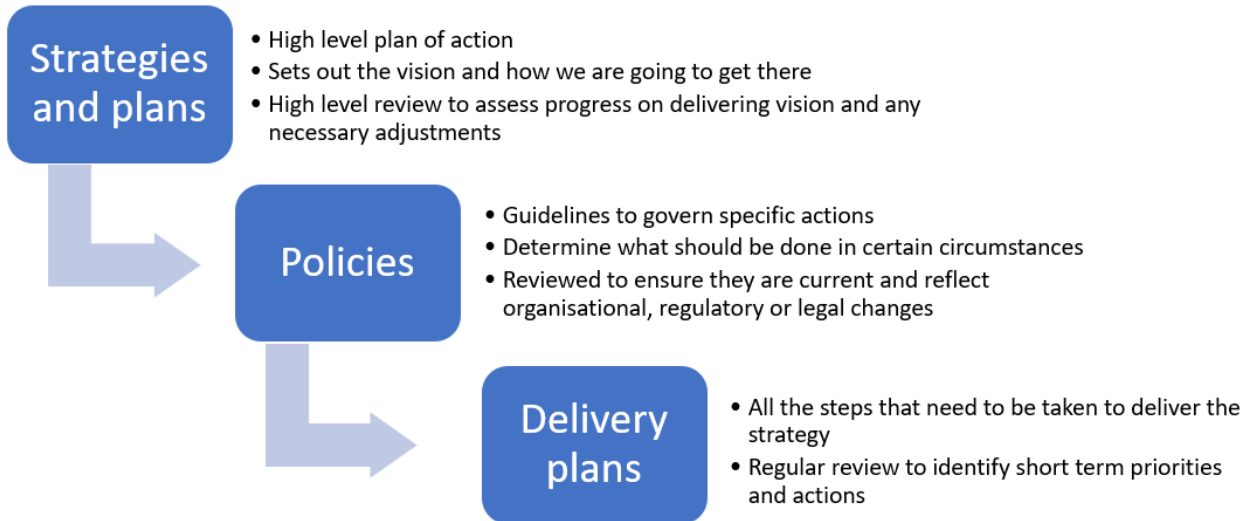 Strategies
and plans
• High level plan of action
• Sets out the vision and how we are going to get there
• High level review to assess progress on delivering vision and any
necessary adjustments
Policies
• Guidelines to govern specific actions
• Determine what should be done in certain circumstances
• Reviewed to ensure they are current and reflect
organisational, regulatory or legal changes
Delivery
plans
• All the steps that need to be taken to deliver the
strategy
• Regular review to identify short term priorities
and actions